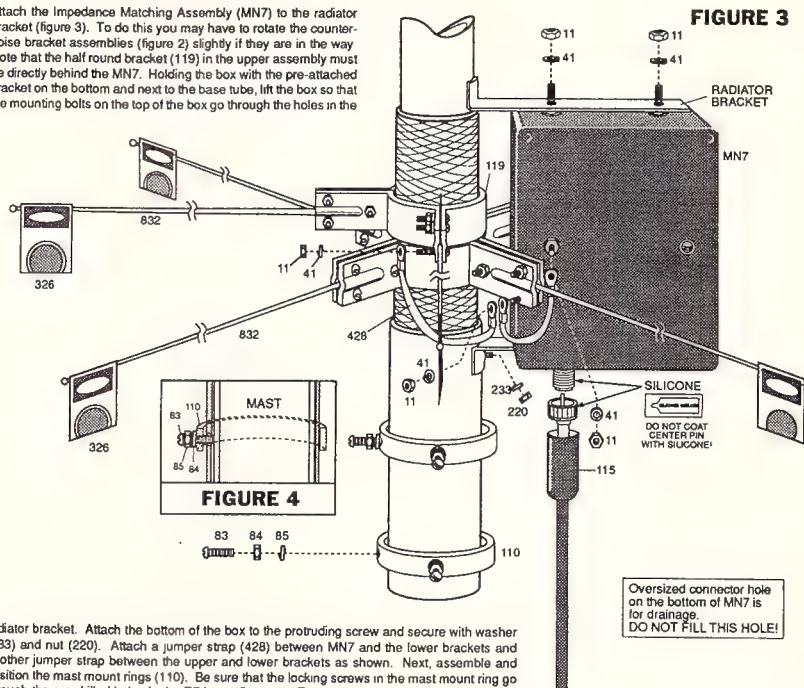 ttach the Impedance Matching Assembly (MN7) to the radiator
racket (figure 3). To do this you may have to rotate the counter-
oise bracket assemblies (figure 2) slightly if they are in the way
ote that the half round bracket (119) in the upper assembly must
e directly behind the MN7. Holding the box with the pre-attached
racket on the bottom and next to the base tube, lift the box so that
e mounting bolts on the top of the box go through the holes in the
FIGURE 3
11
11
41
41
RADIATOR
BRACKET
MN7
119
832
326
11
41
832
428
41
11
233
220
SILICONE
DO NOT COAT
CENTER PIN
WITH SILICONE!
41
11
115
326
MAST
83
110
85
84
FIGURE 4
83 84 85
110
Oversized connector hole
on the bottom of MN7 is
for drainage.
DO NOT FILL THIS HOLE!
diator bracket. Attach the bottom of the box to the protruding screw and secure with washer
33) and nut (220). Attach a jumper strap (428) between MN7 and the lower brackets and
other jumper strap between the upper and lower brackets as shown. Next, assemble and
sition the mast mount rings (110). Be sure that the locking screws in the mast mount ring go